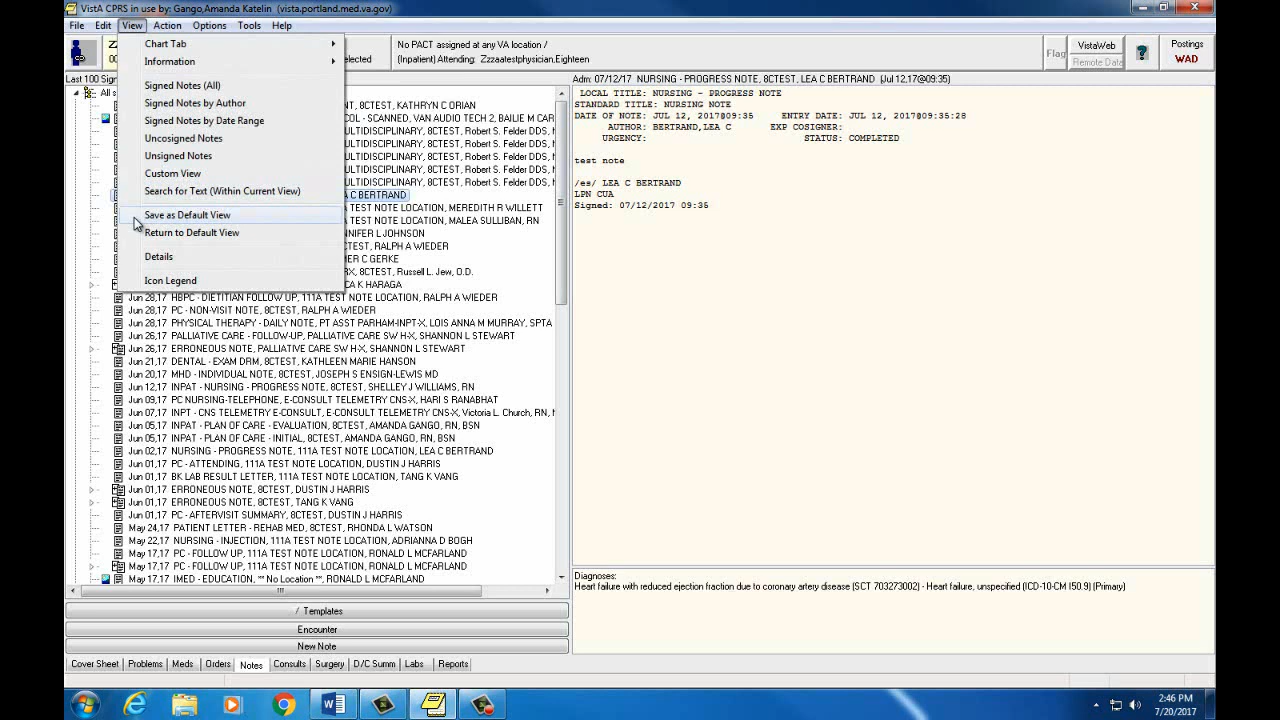 VistA CPRS in use by: Gango,Amanda Katelin (vista.portland.med.va.gov)
File Edit View Action Options Tools Help
No PACT assigned at any VA location /
(Inpatient) Attending: Zzzaatestphysician,Eighteen
Flag
VistaWeb
Remote Data
?
Postings
WAD
Chart Tab
Information
Signed Notes (All)
Signed Notes by Author
Signed Notes by Date Range
Uncosigned Notes
Unsigned Notes
Custom View
Search for Text (Within Current View)
Save as Default View
Return to Default View
Details
Icon Legend
Last 100 Sign
All s
, 8CTEST, KATHRYN C ORIAN
COL - SCANNED, VAN AUDIO TECH 2, BAILIE M CAR
ULTIDISCIPLINARY, 8CTEST, Robert S. Felder DDS,
ULTIDISCIPLINARY, 8CTEST, Robert S. Felder DDS,
ULTIDISCIPLINARY, 8CTEST, Robert S. Felder DDS,
ULTIDISCIPLINARY, 8CTEST, Robert S. Felder DDS,
ULTIDISCIPLINARY, 8CTEST, Robert S. Felder DDS,
EA C BERTRAND
TEST NOTE LOCATION, MEREDITH R WILLETT
TEST NOTE LOCATION, MALEA SULLIBAN, RN
NNIFER L JOHNSON
, 8CTEST, RALPH A WIEDER
ER C GERKE
RX, 8CTEST, Russell L. Jew, O.D.
CA K HARAGA
Jun 28,17 HBPC - DIETITIAN FOLLOW UP, 111A TEST NOTE LOCATION, RALPH A WIEDER
Jun 28,17 PC - NON-VISIT NOTE, 8CTEST, RALPH A WIEDER
Jun 28,17 PHYSICAL THERAPY - DAILY NOTE, PT ASST PARHAM-INPT-X, LOIS ANNA M MURRAY, SPTA
Jun 26,17 PALLIATIVE CARE - FOLLOW-UP, PALLIATIVE CARE SW H-X, SHANNON L STEWART
Jun 26,17 ERRONEOUS NOTE, PALLIATIVE CARE SW H-X, SHANNON L STEWART
Jun 21,17 DENTAL - EXAM DRM, 8CTEST, KATHLEEN MARIE HANSON
Jun 20,17 MHD - INDIVIDUAL NOTE, 8CTEST, JOSEPH S ENSIGN-LEWIS MD
Jun 12,17 INPAT - NURSING - PROGRESS NOTE, 8CTEST, SHELLEY J WILLIAMS, RN
Jun 09,17 PC NURSING-TELEPHONE, E-CONSULT TELEMETRY CNS-X, HARI S RANABHAT
Jun 07,17 INPT - CNS TELEMETRY E-CONSULT, E-CONSULT TELEMETRY CNS-X, Victoria L. Church, RN,
Jun 05,17 INPAT - PLAN OF CARE - EVALUATION, 8CTEST, AMANDA GANGO, RN, BSN
Jun 05,17 INPAT - PLAN OF CARE - INITIAL, 8CTEST, AMANDA GANGO, RN, BSN
Jun 02,17 NURSING - PROGRESS NOTE, 111A TEST NOTE LOCATION, LEA C BERTRAND
Jun 01,17 PC - ATTENDING, 111A TEST NOTE LOCATION, DUSTIN J HARRIS
Jun 01,17 BK LAB RESULT LETTER, 111A TEST NOTE LOCATION, TANG K VANG
Jun 01,17 ERRONEOUS NOTE, 8CTEST, DUSTIN J HARRIS
Jun 01,17 ERRONEOUS NOTE, 8CTEST, TANG K VANG
Jun 01,17 PC - AFTERVISIT SUMMARY, 8CTEST, DUSTIN J HARRIS
May 24,17 PATIENT LETTER - REHAB MED, 8CTEST, RHONDA L WATSON
May 22,17 NURSING - INJECTION, 111A TEST NOTE LOCATION, ADRIANNA D BOGH
May 17,17 PC - FOLLOW UP, 111A TEST NOTE LOCATION, RONALD L MCFARLAND
May 17,17 PC - FOLLOW UP, 111A TEST NOTE LOCATION, RONALD L MCFARLAND
May 17,17 IMED - EDUCATION, ** No Location **, RONALD L MCFARLAND
/ Templates
Encounter
New Note
Cover Sheet Problems Meds Orders Notes Consults Surgery D/C Summ Labs Reports
Adm: 07/12/17 NURSING - PROGRESS NOTE, 8CTEST, LEA C BERTRAND (Jul 12,17@09:35)
LOCAL TITLE: NURSING - PROGRESS NOTE
STANDARD TITLE: NURSING NOTE
DATE OF NOTE: JUL 12, 2017@09:35 ENTRY DATE: JUL 12, 2017@09:35:28
AUTHOR: BERTRAND,LEA C EXP COSIGNER:
URGENCY: STATUS: COMPLETED
test note
/es/ LEA C BERTRAND
LPN CUA
Signed: 07/12/2017 09:35
Diagnoses:
Heart failure with reduced ejection fraction due to coronary artery disease (SCT 703273002) - Heart failure, unspecified (ICD-10-CM I50.9) (Primary)
2:46 PM
7/20/2017